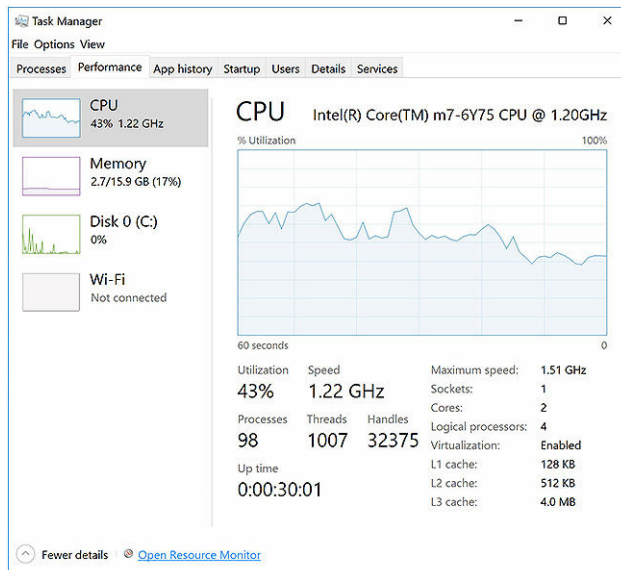 Task Manager
File Options View
Processes Performance App history Startup Users Details Services
CPU
43% 1.22 GHz
Memory
2.7/15.9 GB (17%)
Disk 0 (C:)
0%
Wi-Fi
Not connected
CPU Intel(R) Core(TM) m7-6Y75 CPU @ 1.20GHz
% Utilization 100%
60 seconds 0
Utilization Speed
43% 1.22 GHz
Processes Threads Handles
98 1007 32375
Up time
0:00:30:01
Maximum speed: 1.51 GHz
Sockets: 1
Cores: 2
Logical processors: 4
Virtualization: Enabled
L1 cache: 128 KB
L2 cache: 512 KB
L3 cache: 4.0 MB
Fewer details Open Resource Monitor